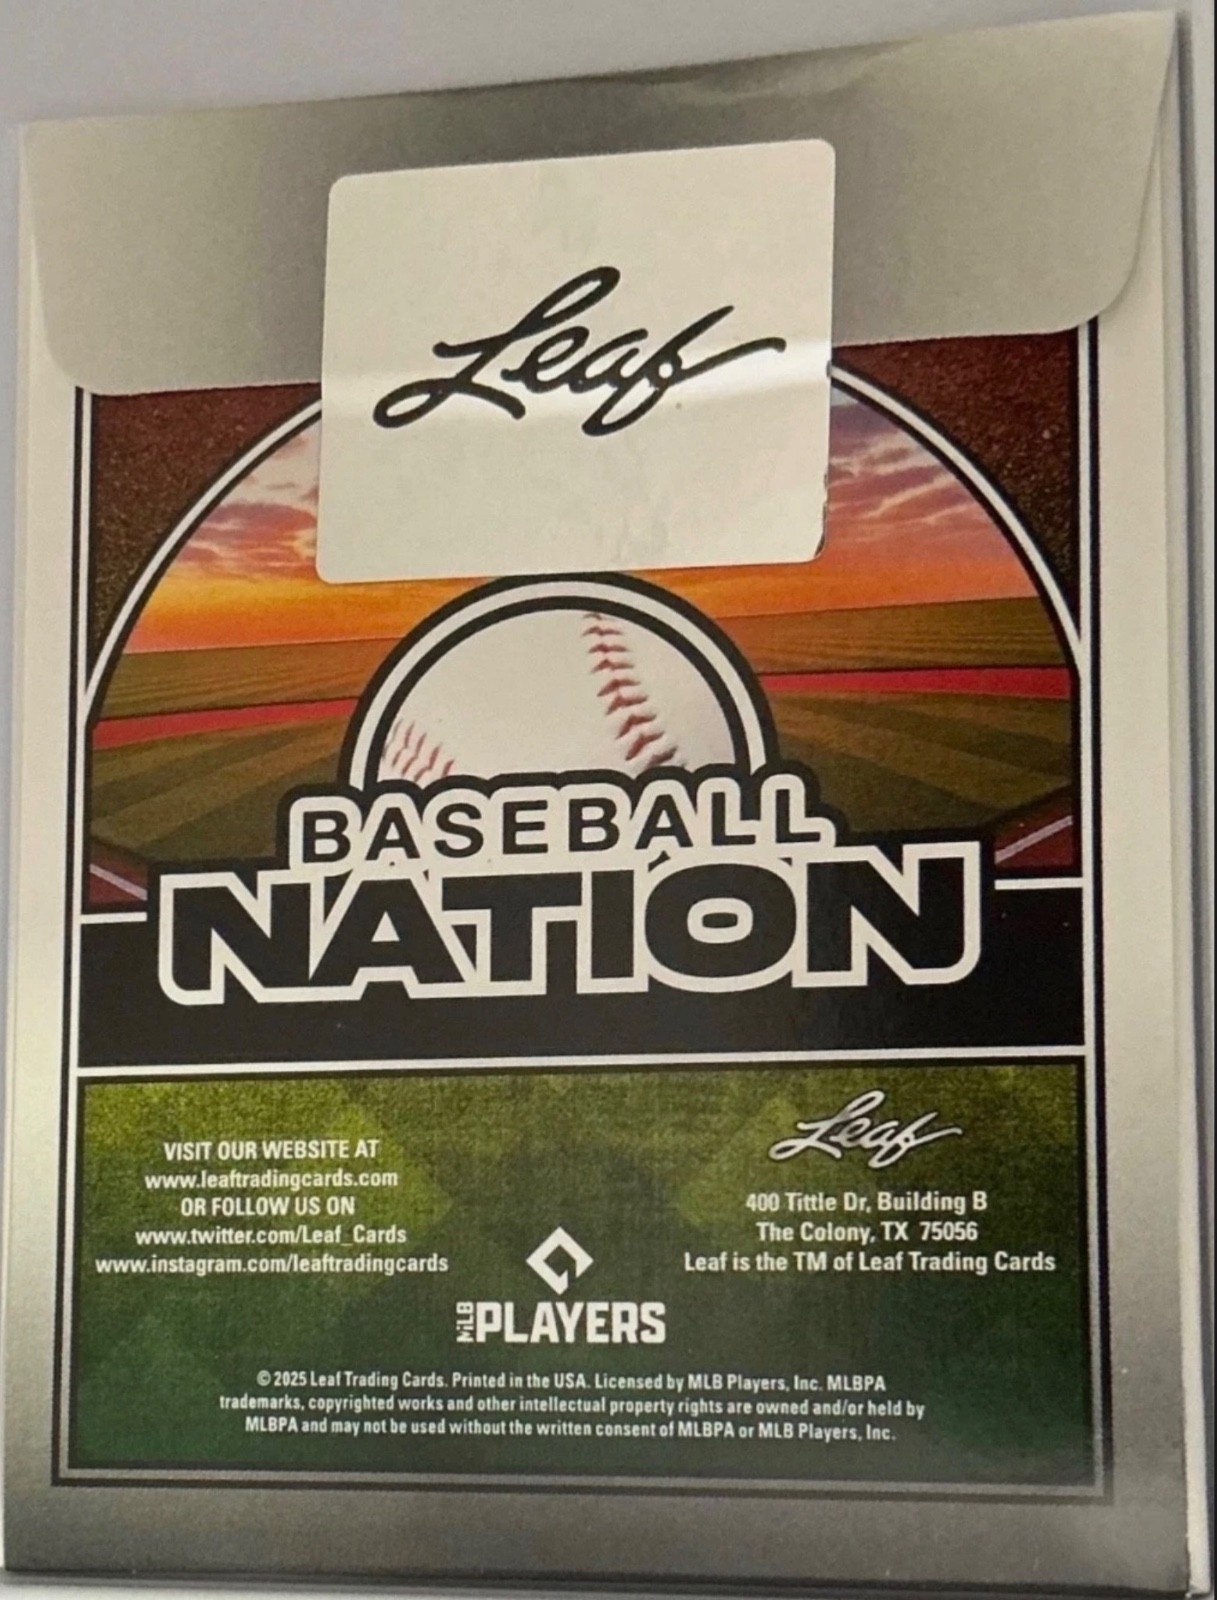 Leaf
BASEBALL
NATION
VISIT OUR WEBSITE AT
www.leaftradingcards.com
OR FOLLOW US ON
www.twitter.com/Leaf_Cards
www.instagram.com/leaftradingcards
Leaf
400 Tittle Dr, Building B
The Colony, TX 75056
Leaf is the TM of Leaf Trading Cards
MLB PLAYERS
© 2025 Leaf Trading Cards. Printed in the USA. Licensed by MLB Players, Inc. MLBPA
trademarks, copyrighted works and other intellectual property rights are owned and/or held by
MLBPA and may not be used without the written consent of MLBPA or MLB Players, Inc.